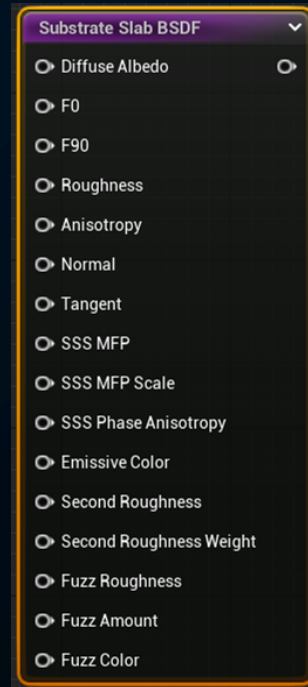 Substrate Slab BSDF
Diffuse Albedo
F0
F90
Roughness
Anisotropy
Normal
Tangent
SSS MFP
SSS MFP Scale
SSS Phase Anisotropy
Emissive Color
Second Roughness
Second Roughness Weight
Fuzz Roughness
Fuzz Amount
Fuzz Color